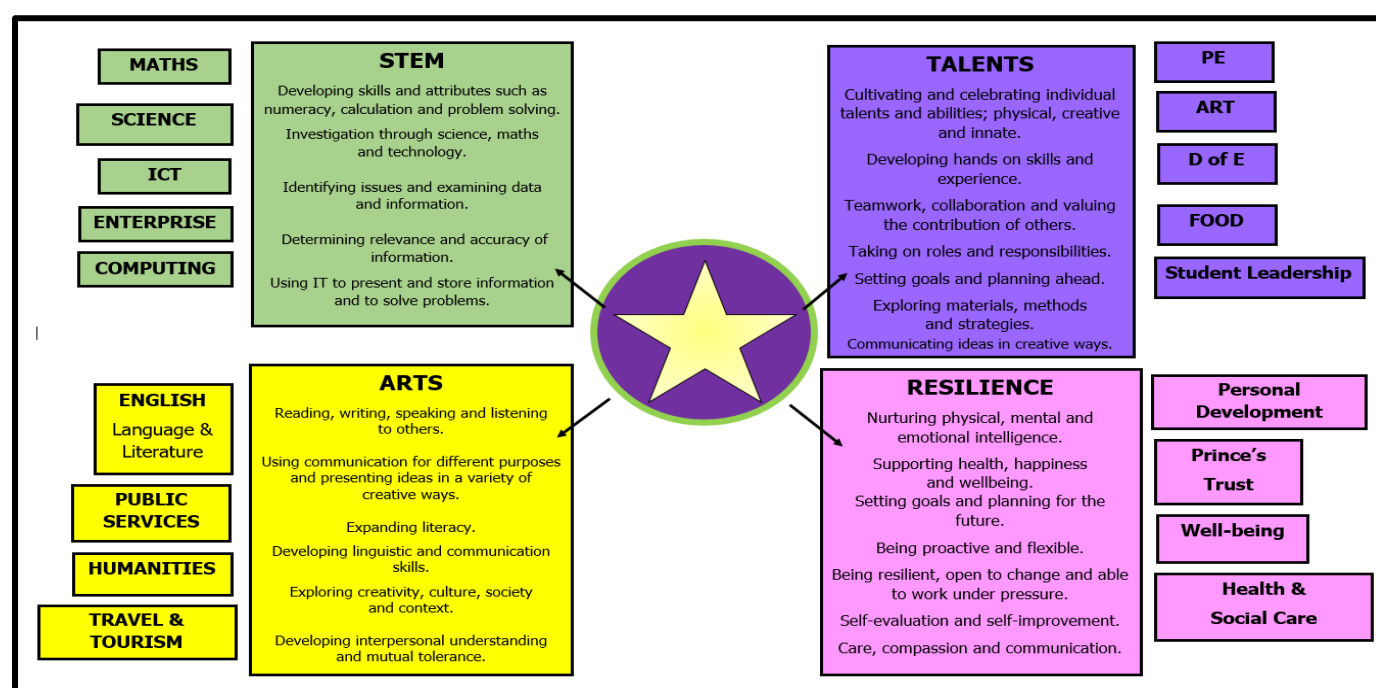 MATHS
SCIENCE
ICT
ENTERPRISE
COMPUTING
STEM
Developing skills and attributes such as
numeracy, calculation and problem solving.
Investigation through science, maths
and technology.
Identifying issues and examining data
and information.
Determining relevance and accuracy of
information.
Using IT to present and store information
and to solve problems.
TALENTS
Cultivating and celebrating individual
talents and abilities; physical, creative
and innate.
Developing hands on skills and
experience.
Teamwork, collaboration and valuing
the contribution of others.
Taking on roles and responsibilities.
Setting goals and planning ahead.
Exploring materials, methods
and strategies.
Communicating ideas in creative ways.
PE
ART
D of E
FOOD
Student Leadership
ENGLISH
Language &
Literature
PUBLIC
SERVICES
HUMANITIES
TRAVEL &
TOURISM
ARTS
Reading, writing, speaking and listening
to others.
Using communication for different purposes
and presenting ideas in a variety of
creative ways.
Expanding literacy.
Developing linguistic and communication
skills.
Exploring creativity, culture, society
and context.
Developing interpersonal understanding
and mutual tolerance.
RESILIENCE
Nurturing physical, mental and
emotional intelligence.
Supporting health, happiness
and wellbeing.
Setting goals and planning for the
future.
Being proactive and flexible.
Being resilient, open to change and able
to work under pressure.
Self-evaluation and self-improvement.
Care, compassion and communication.
Personal
Development
Prince’s
Trust
Well-being
Health &
Social Care